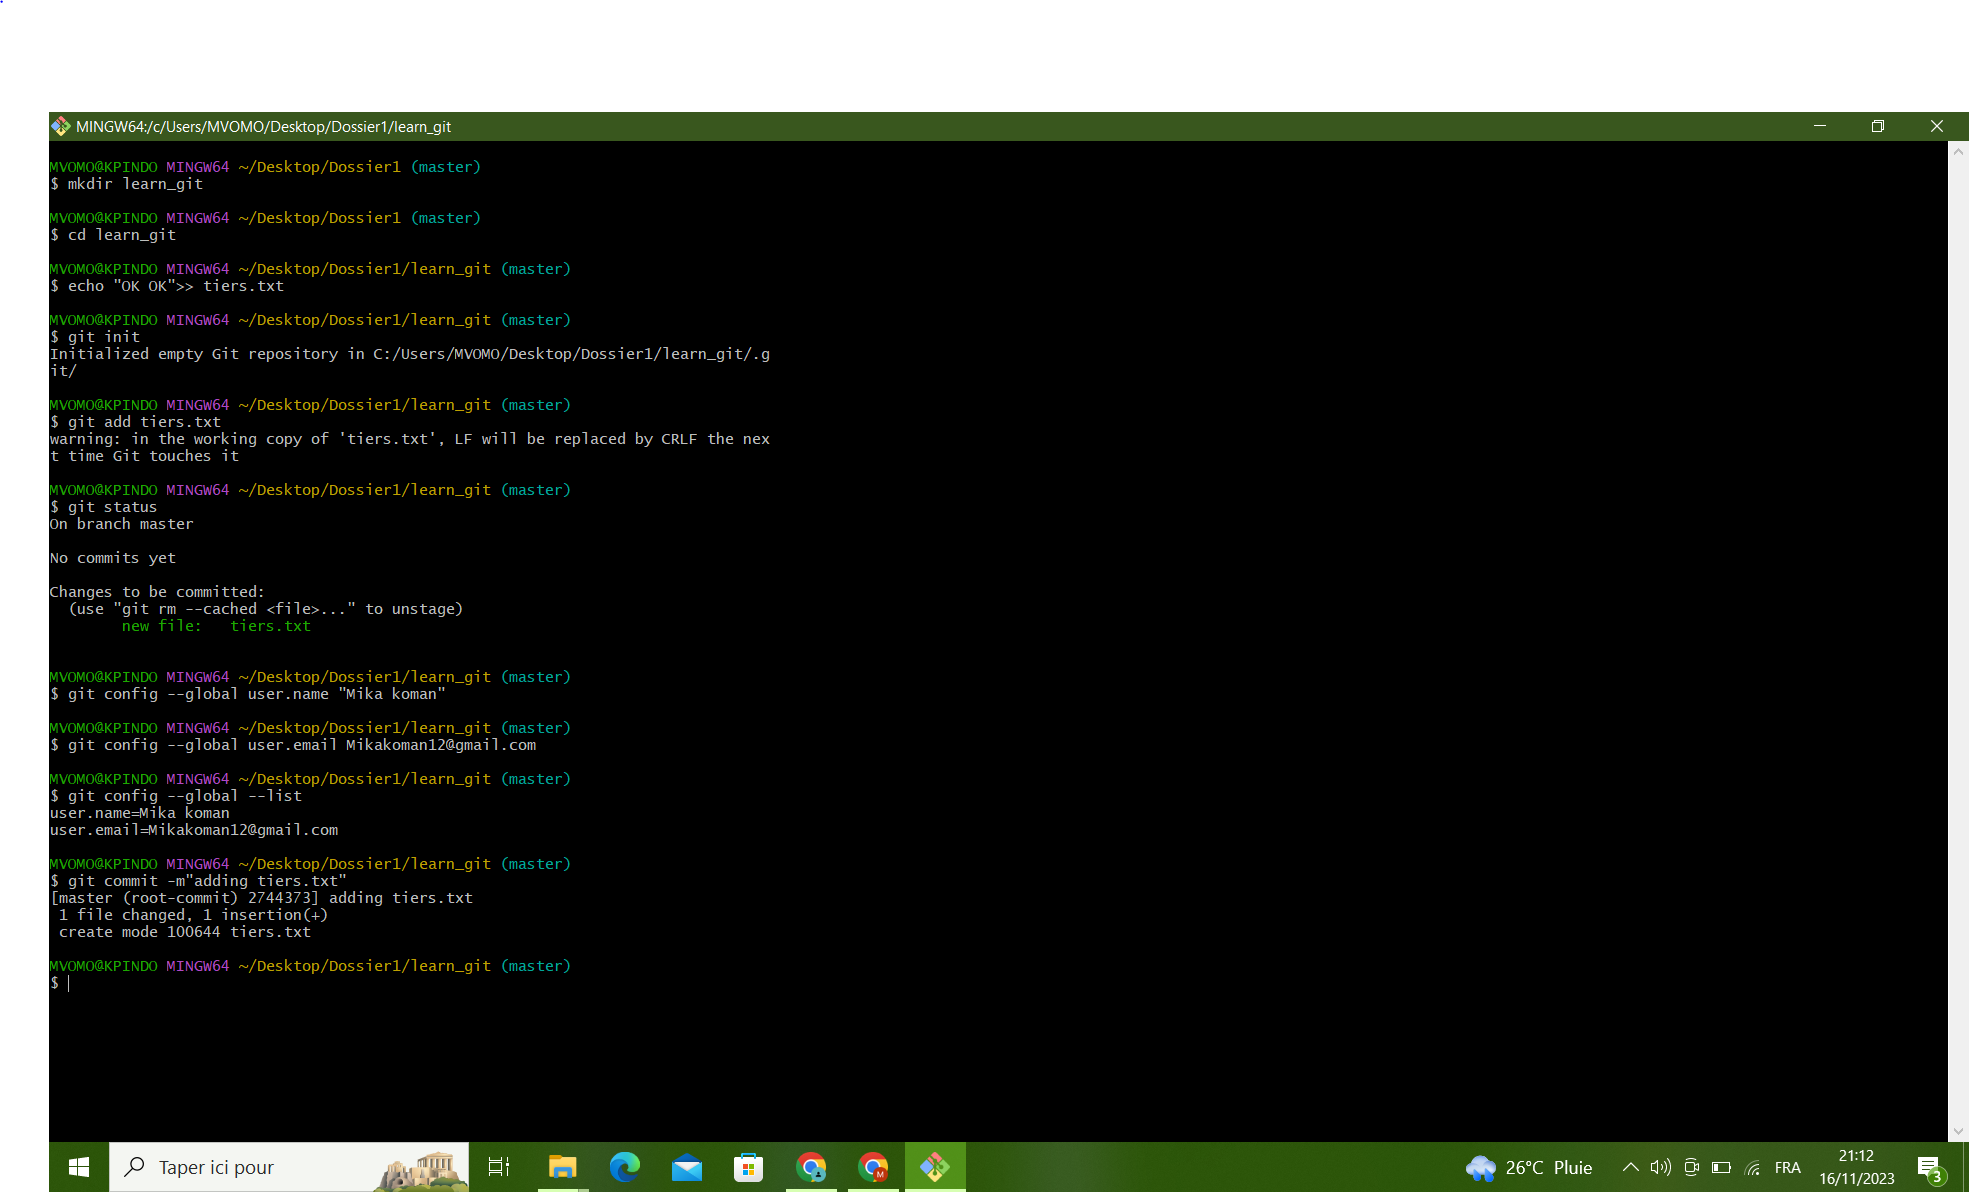 MINGW64:/c/Users/MVOMO/Desktop/Dossier1/learn_git
MVOMO@KPINDO MINGW64 ~/Desktop/Dossier1 (master)
$ mkdir learn_git
MVOMO@KPINDO MINGW64 ~/Desktop/Dossier1 (master)
$ cd learn_git
MVOMO@KPINDO MINGW64 ~/Desktop/Dossier1/learn_git (master)
$ echo "OK OK">> tiers.txt
MVOMO@KPINDO MINGW64 ~/Desktop/Dossier1/learn_git (master)
$ git init
Initialized empty Git repository in C:/Users/MVOMO/Desktop/Dossier1/learn_git/.g
it/
MVOMO@KPINDO MINGW64 ~/Desktop/Dossier1/learn_git (master)
$ git add tiers.txt
warning: in the working copy of 'tiers.txt', LF will be replaced by CRLF the nex
t time Git touches it
MVOMO@KPINDO MINGW64 ~/Desktop/Dossier1/learn_git (master)
$ git status
On branch master
No commits yet
Changes to be committed:
  (use "git rm --cached <file>..." to unstage)
        new file:   tiers.txt
MVOMO@KPINDO MINGW64 ~/Desktop/Dossier1/learn_git (master)
$ git config --global user.name "Mika koman"
MVOMO@KPINDO MINGW64 ~/Desktop/Dossier1/learn_git (master)
$ git config --global user.email Mikakoman12@gmail.com
MVOMO@KPINDO MINGW64 ~/Desktop/Dossier1/learn_git (master)
$ git config --global --list
user.name=Mika koman
user.email=Mikakoman12@gmail.com
MVOMO@KPINDO MINGW64 ~/Desktop/Dossier1/learn_git (master)
$ git commit -m"adding tiers.txt"
[master (root-commit) 2744373] adding tiers.txt
 1 file changed, 1 insertion(+)
 create mode 100644 tiers.txt
MVOMO@KPINDO MINGW64 ~/Desktop/Dossier1/learn_git (master)
$
Taper ici pour
26°C Pluie
FRA
21:12
16/11/2023
3